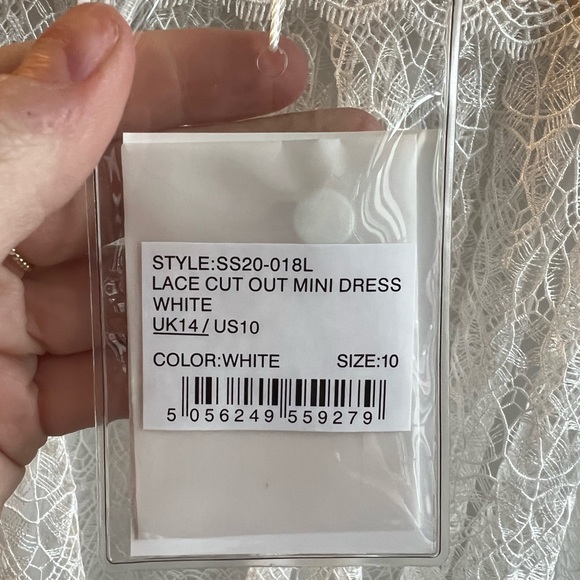 STYLE:SS20-018L
LACE CUT OUT MINI DRESS
WHITE
UK14 / US10
COLOR:WHITE SIZE:10
5 056249 559279